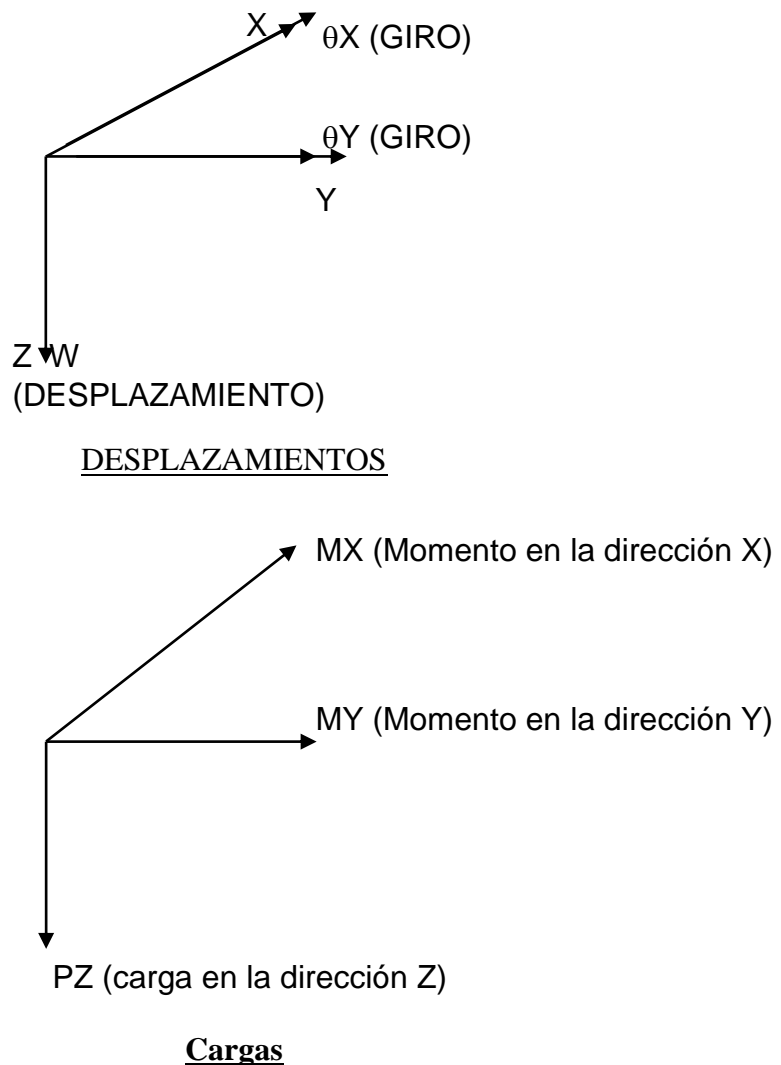 X
θX (GIRO)
θY (GIRO)
Y
Z W
(DESPLAZAMIENTO)
DESPLAZAMIENTOS
MX (Momento en la dirección X)
MY (Momento en la dirección Y)
PZ (carga en la dirección Z)
Cargas